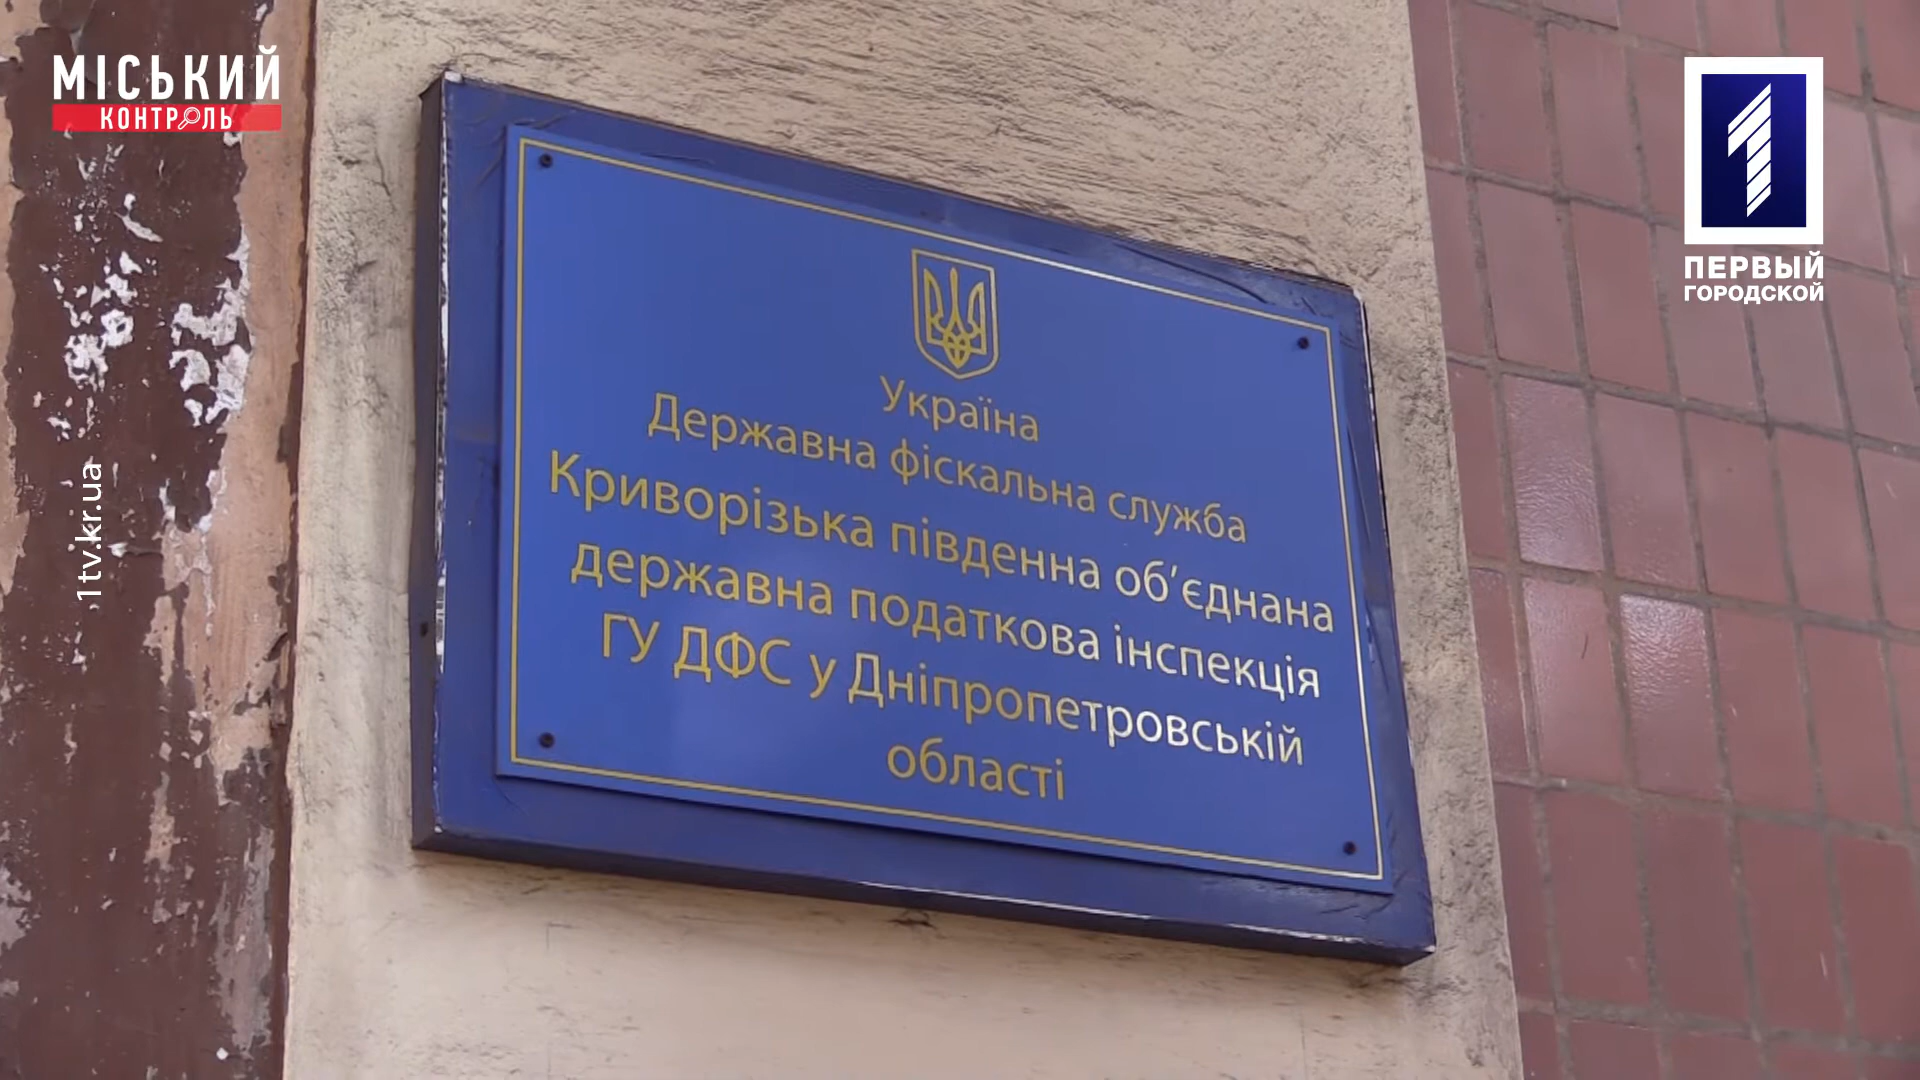 МІСЬКИЙ
КОНТРОЛЬ
ПЕРВЫЙ
ГОРОДСКОЙ
1tv.kr.ua
Україна
Державна фіскальна служба
Криворізька південна об’єднана
державна податкова інспекція
ГУ ДФС у Дніпропетровській
області